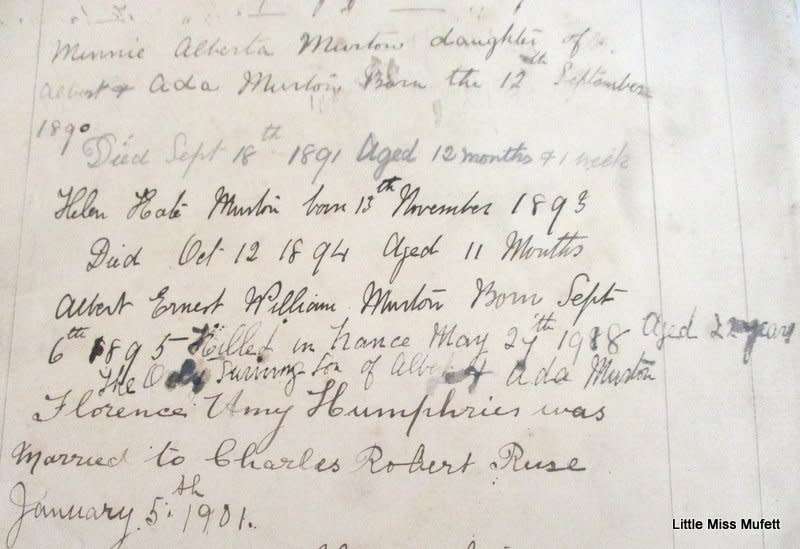 Minnie Alberta Murton daughter of
Albert & Ada Murton Born the 12th September
1890
Died Sept 18th 1891 Aged 12 months & 1 week
Helen Kate Murton born 13th November 1893
Died Oct 12 1894 Aged 11 Months
Albert Ernest William Murton Born Sept
6th 1895 Killed in France May 27th 1918 Aged 22 years
The Only Surviving Son of Albert & Ada Murton
Florence Amy Humphries was
Married to Charles Robert Ruse
January 5th 1901.
Little Miss Mufett